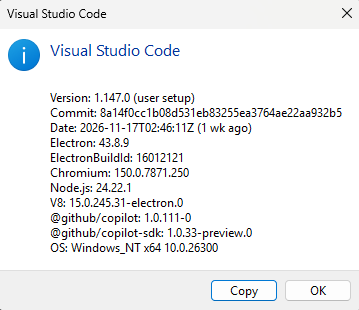 Visual Studio Code
Visual Studio Code
Version: 1.147.0 (user setup)
Commit: 8a14f0cc1b08d531eb83255ea3764ae22aa932b5
Date: 2026-11-17T02:46:11Z (1 wk ago)
Electron: 43.8.9
ElectronBuildId: 16012121
Chromium: 150.0.7871.250
Node.js: 24.22.1
V8: 15.0.245.31-electron.0
@github/copilot: 1.0.111-0
@github/copilot-sdk: 1.0.33-preview.0
OS: Windows_NT x64 10.0.26300
Copy
OK